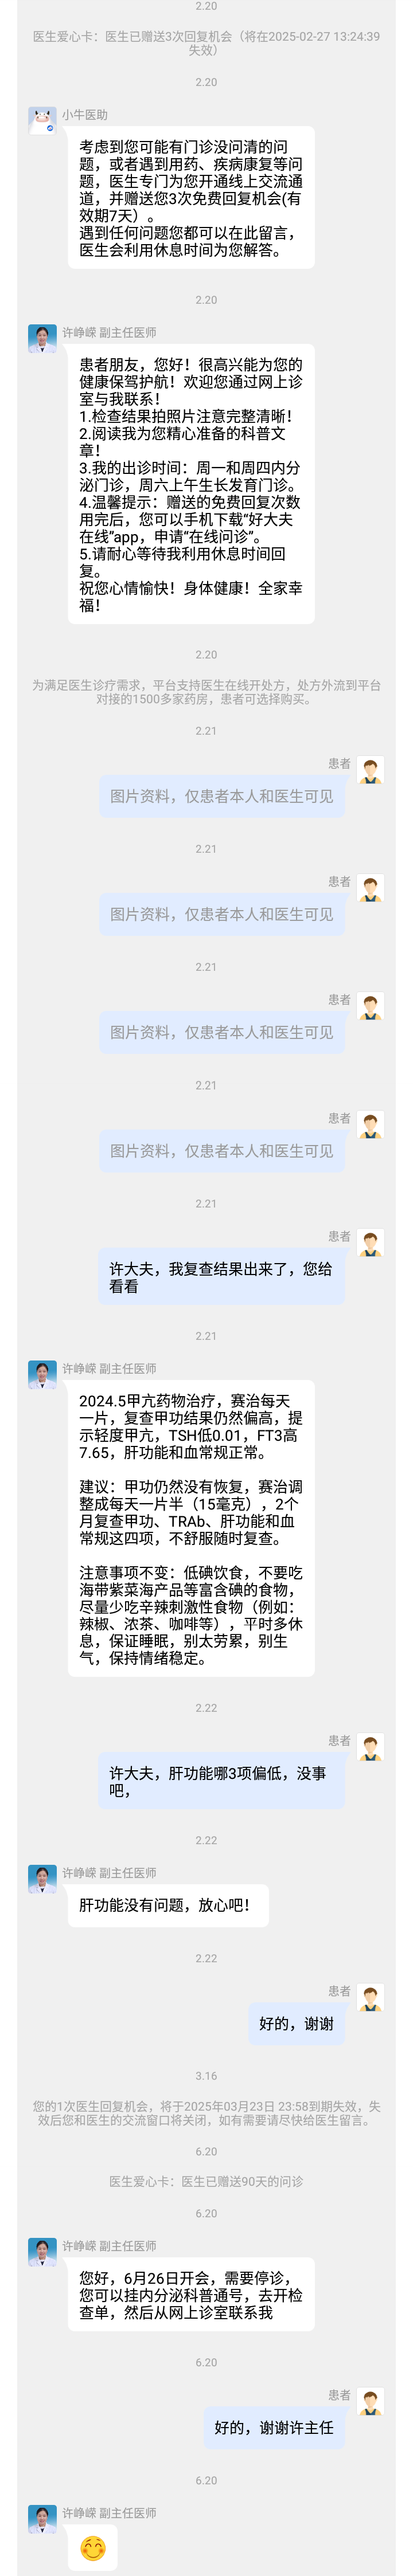 2.20
医生爱心卡：医生已赠送3次回复机会（将在2025-02-27 13:24:39
失效）
2.20
小牛医助
考虑到您可能有门诊没问清的问
题，或者遇到用药、疾病康复等问
题，医生专门为您开通线上交流通
道，并赠送您3次免费回复机会(有
效期7天）。
遇到任何问题您都可以在此留言，
医生会利用休息时间为您解答。
2.20
许峥嵘 副主任医师
患者朋友，您好！很高兴能为您的
健康保驾护航！欢迎您通过网上诊
室与我联系！
1.检查结果拍照片注意完整清晰！
2.阅读我为您精心准备的科普文
章！
3.我的出诊时间：周一和周四内分
泌门诊，周六上午生长发育门诊。
4.温馨提示：赠送的免费回复次数
用完后，您可以手机下载“好大夫
在线”app，申请“在线问诊”。
5.请耐心等待我利用休息时间回
复。
祝您心情愉快！身体健康！全家幸
福！
2.20
为满足医生诊疗需求，平台支持医生在线开处方，处方外流到平台
对接的1500多家药房，患者可选择购买。
2.21
患者
图片资料，仅患者本人和医生可见
2.21
患者
图片资料，仅患者本人和医生可见
2.21
患者
图片资料，仅患者本人和医生可见
2.21
患者
图片资料，仅患者本人和医生可见
2.21
患者
许大夫，我复查结果出来了，您给
看看
2.21
许峥嵘 副主任医师
2024.5甲亢药物治疗，赛治每天
一片，复查甲功结果仍然偏高，提
示轻度甲亢，TSH低0.01，FT3高
7.65，肝功能和血常规正常。
建议：甲功仍然没有恢复，赛治调
整成每天一片半（15毫克），2个
月复查甲功、TRAb、肝功能和血
常规这四项，不舒服随时复查。
注意事项不变：低碘饮食，不要吃
海带紫菜海产品等富含碘的食物，
尽量少吃辛辣刺激性食物（例如：
辣椒、浓茶、咖啡等），平时多休
息，保证睡眠，别太劳累，别生
气，保持情绪稳定。
2.22
患者
许大夫，肝功能哪3项偏低，没事
吧，
2.22
许峥嵘 副主任医师
肝功能没有问题，放心吧！
2.22
患者
好的，谢谢
3.16
您的1次医生回复机会，将于2025年03月23日 23:58到期失效，失
效后您和医生的交流窗口将关闭，如有需要请尽快给医生留言。
6.20
医生爱心卡：医生已赠送90天的问诊
6.20
许峥嵘 副主任医师
您好，6月26日开会，需要停诊，
您可以挂内分泌科普通号，去开检
查单，然后从网上诊室联系我
6.20
患者
好的，谢谢许主任
6.20
许峥嵘 副主任医师